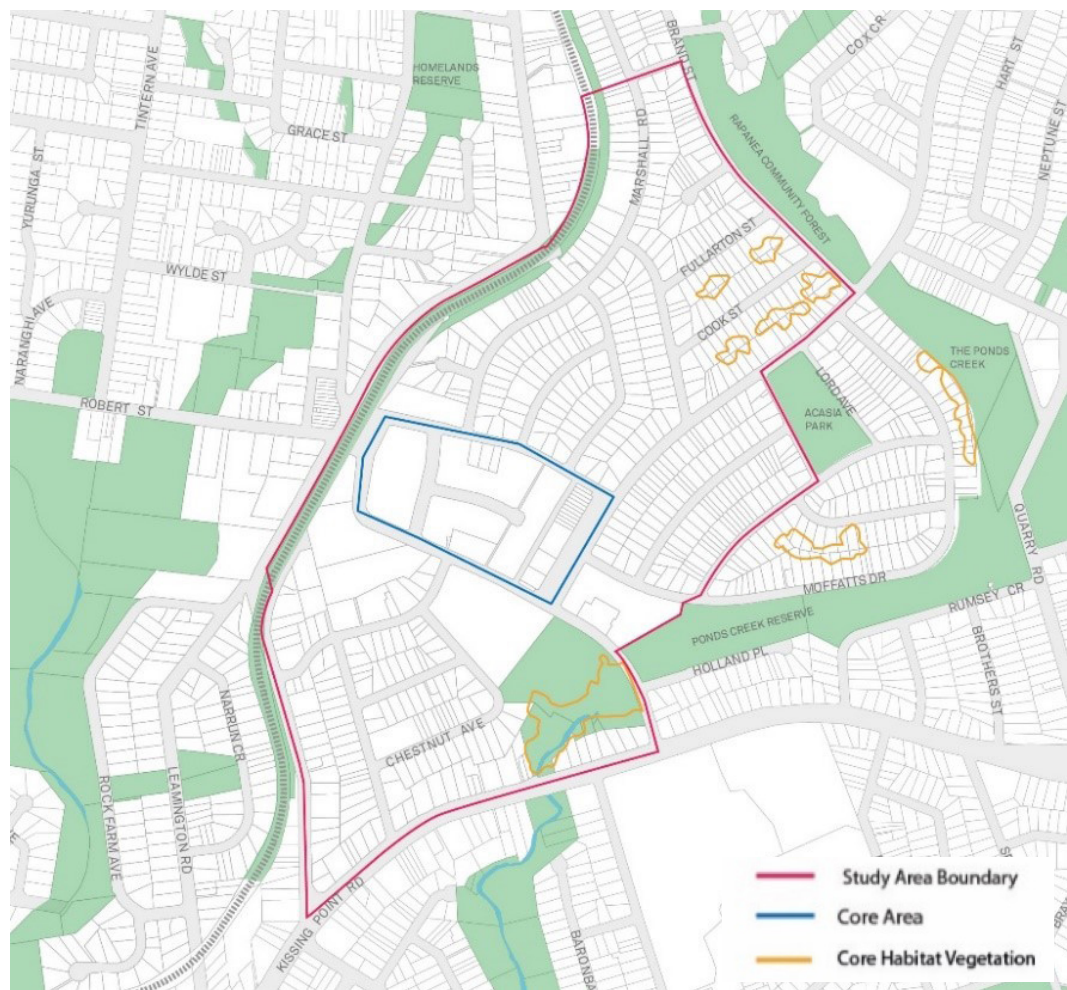 BRAND ST
COX CR
HART ST
HOMELANDS
RESERVE
TINTERN AVE
GRACE ST
MARSHALL RD
RAPANEA COMMUNITY FOREST
NEPTUNE ST
YURUNGA ST
FULLARTON ST
WYLDE ST
COOK ST
NARANGHI AVE
THE PONDS
CREEK
LORD AVE
ACASIA
PARK
ROBERT ST
QUARRY RD
MOFFATTS DR
RUMSEY CR
PONDS CREEK RESERVE
HOLLAND PL
BROTHERS ST
NARRUN CR
CHESTNUT AVE
ROCK FARM AVE
LEAMINGTON RD
KISSING POINT RD
BARONBA
Study Area Boundary
Core Area
Core Habitat Vegetation